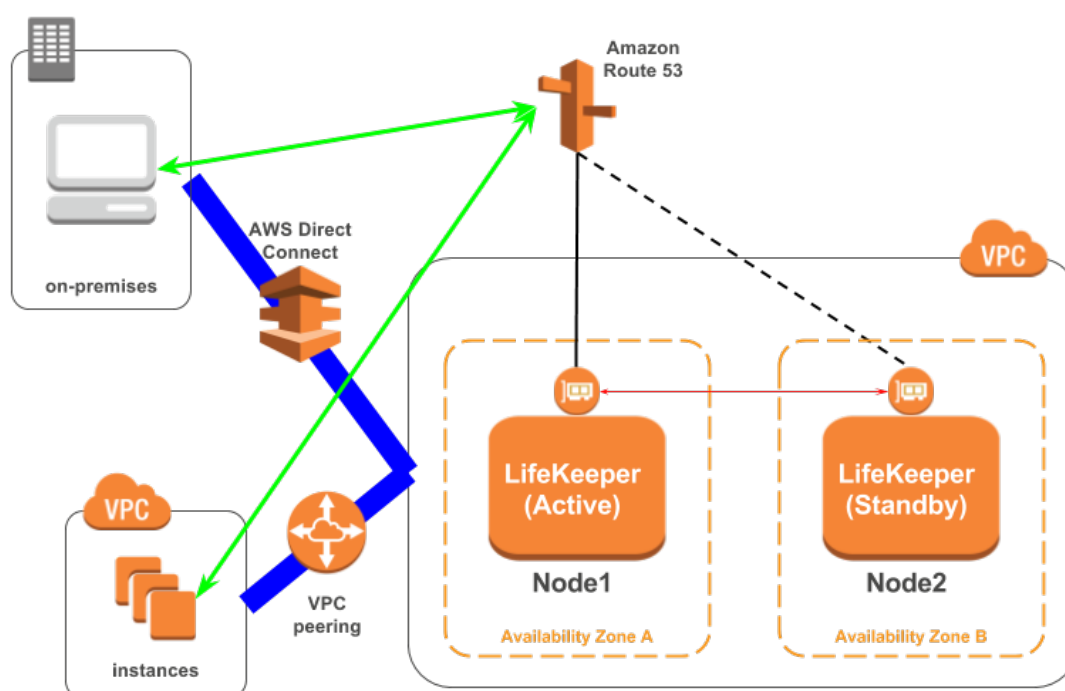 Amazon
Route 53
AWS Direct
Connect
on-premises
VPC
LifeKeeper
(Active)
Node1
Availability Zone A
LifeKeeper
(Standby)
Node2
Availability Zone B
VPC
instances
VPC
peering